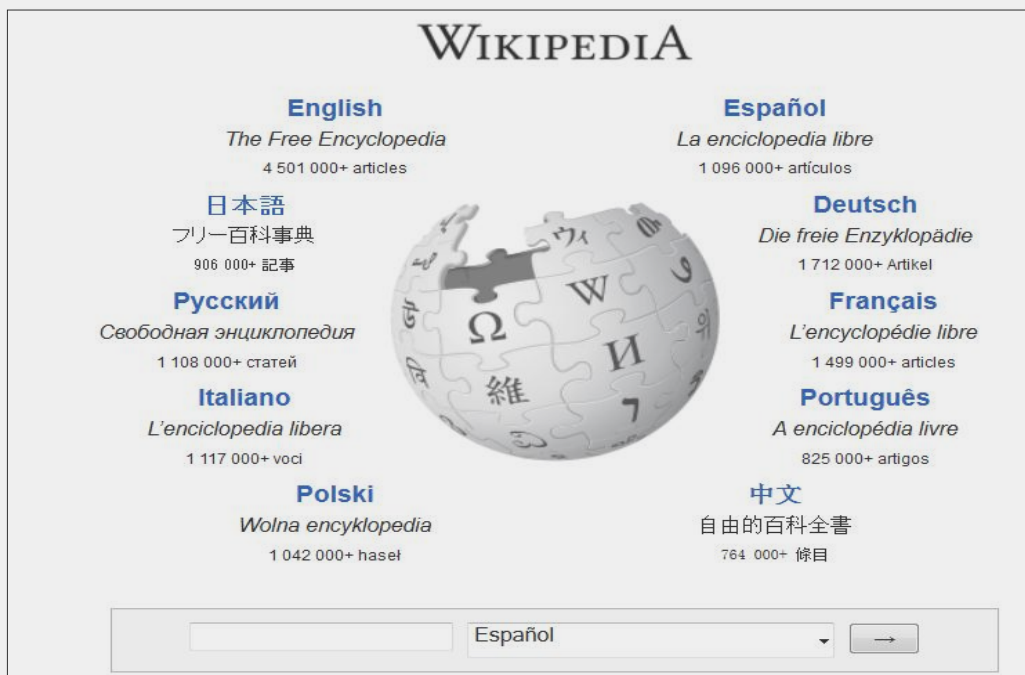 WIKIPEDIA
English
The Free Encyclopedia
4 501 000+ articles
Español
La enciclopedia libre
1 096 000+ artículos
日本語
フリー百科事典
906 000+ 記事
Deutsch
Die freie Enzyklopädie
1 712 000+ Artikel
Русский
Свободная энциклопедия
1 108 000+ статей
Français
L'encyclopédie libre
1 499 000+ articles
Italiano
L'enciclopedia libera
1 117 000+ voci
Português
A enciclopédia livre
825 000+ artigos
Polski
Wolna encyklopedia
1 042 000+ haseł
中文
自由的百科全書
764 000+ 條目
ウィ
W
Ω
И
維
Español
→